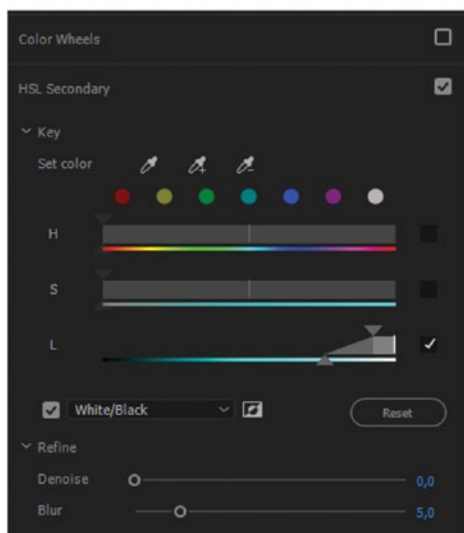 Color Wheels
HSL Secondary
Key
Set color
H
S
L
White/Black
Reset
Refine
Denoise 0,0
Blur 5,0